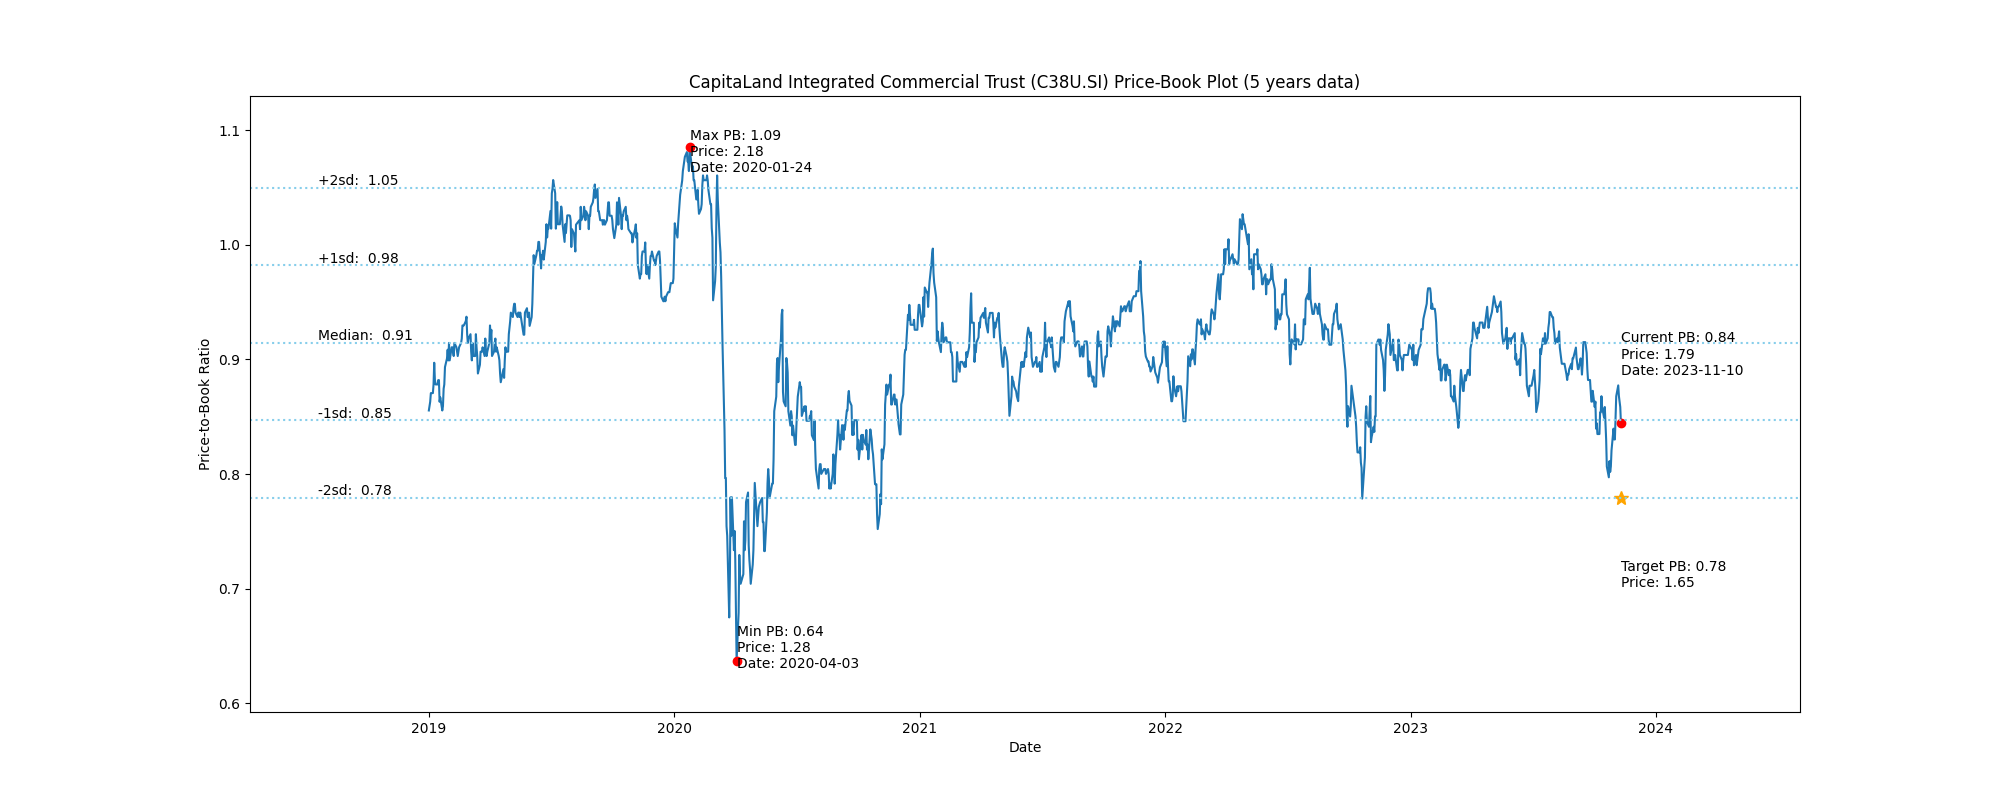 CapitaLand Integrated Commercial Trust (C38U.SI) Price-Book Plot (5 years data)
Price-to-Book Ratio
1.1
1.0
0.9
0.8
0.7
0.6
+2sd:  1.05
+1sd:  0.98
Median:  0.91
-1sd:  0.85
-2sd:  0.78
Max PB: 1.09
Price: 2.18
Date: 2020-01-24
Min PB: 0.64
Price: 1.28
Date: 2020-04-03
Current PB: 0.84
Price: 1.79
Date: 2023-11-10
Target PB: 0.78
Price: 1.65
2019 2020 2021 2022 2023 2024
Date